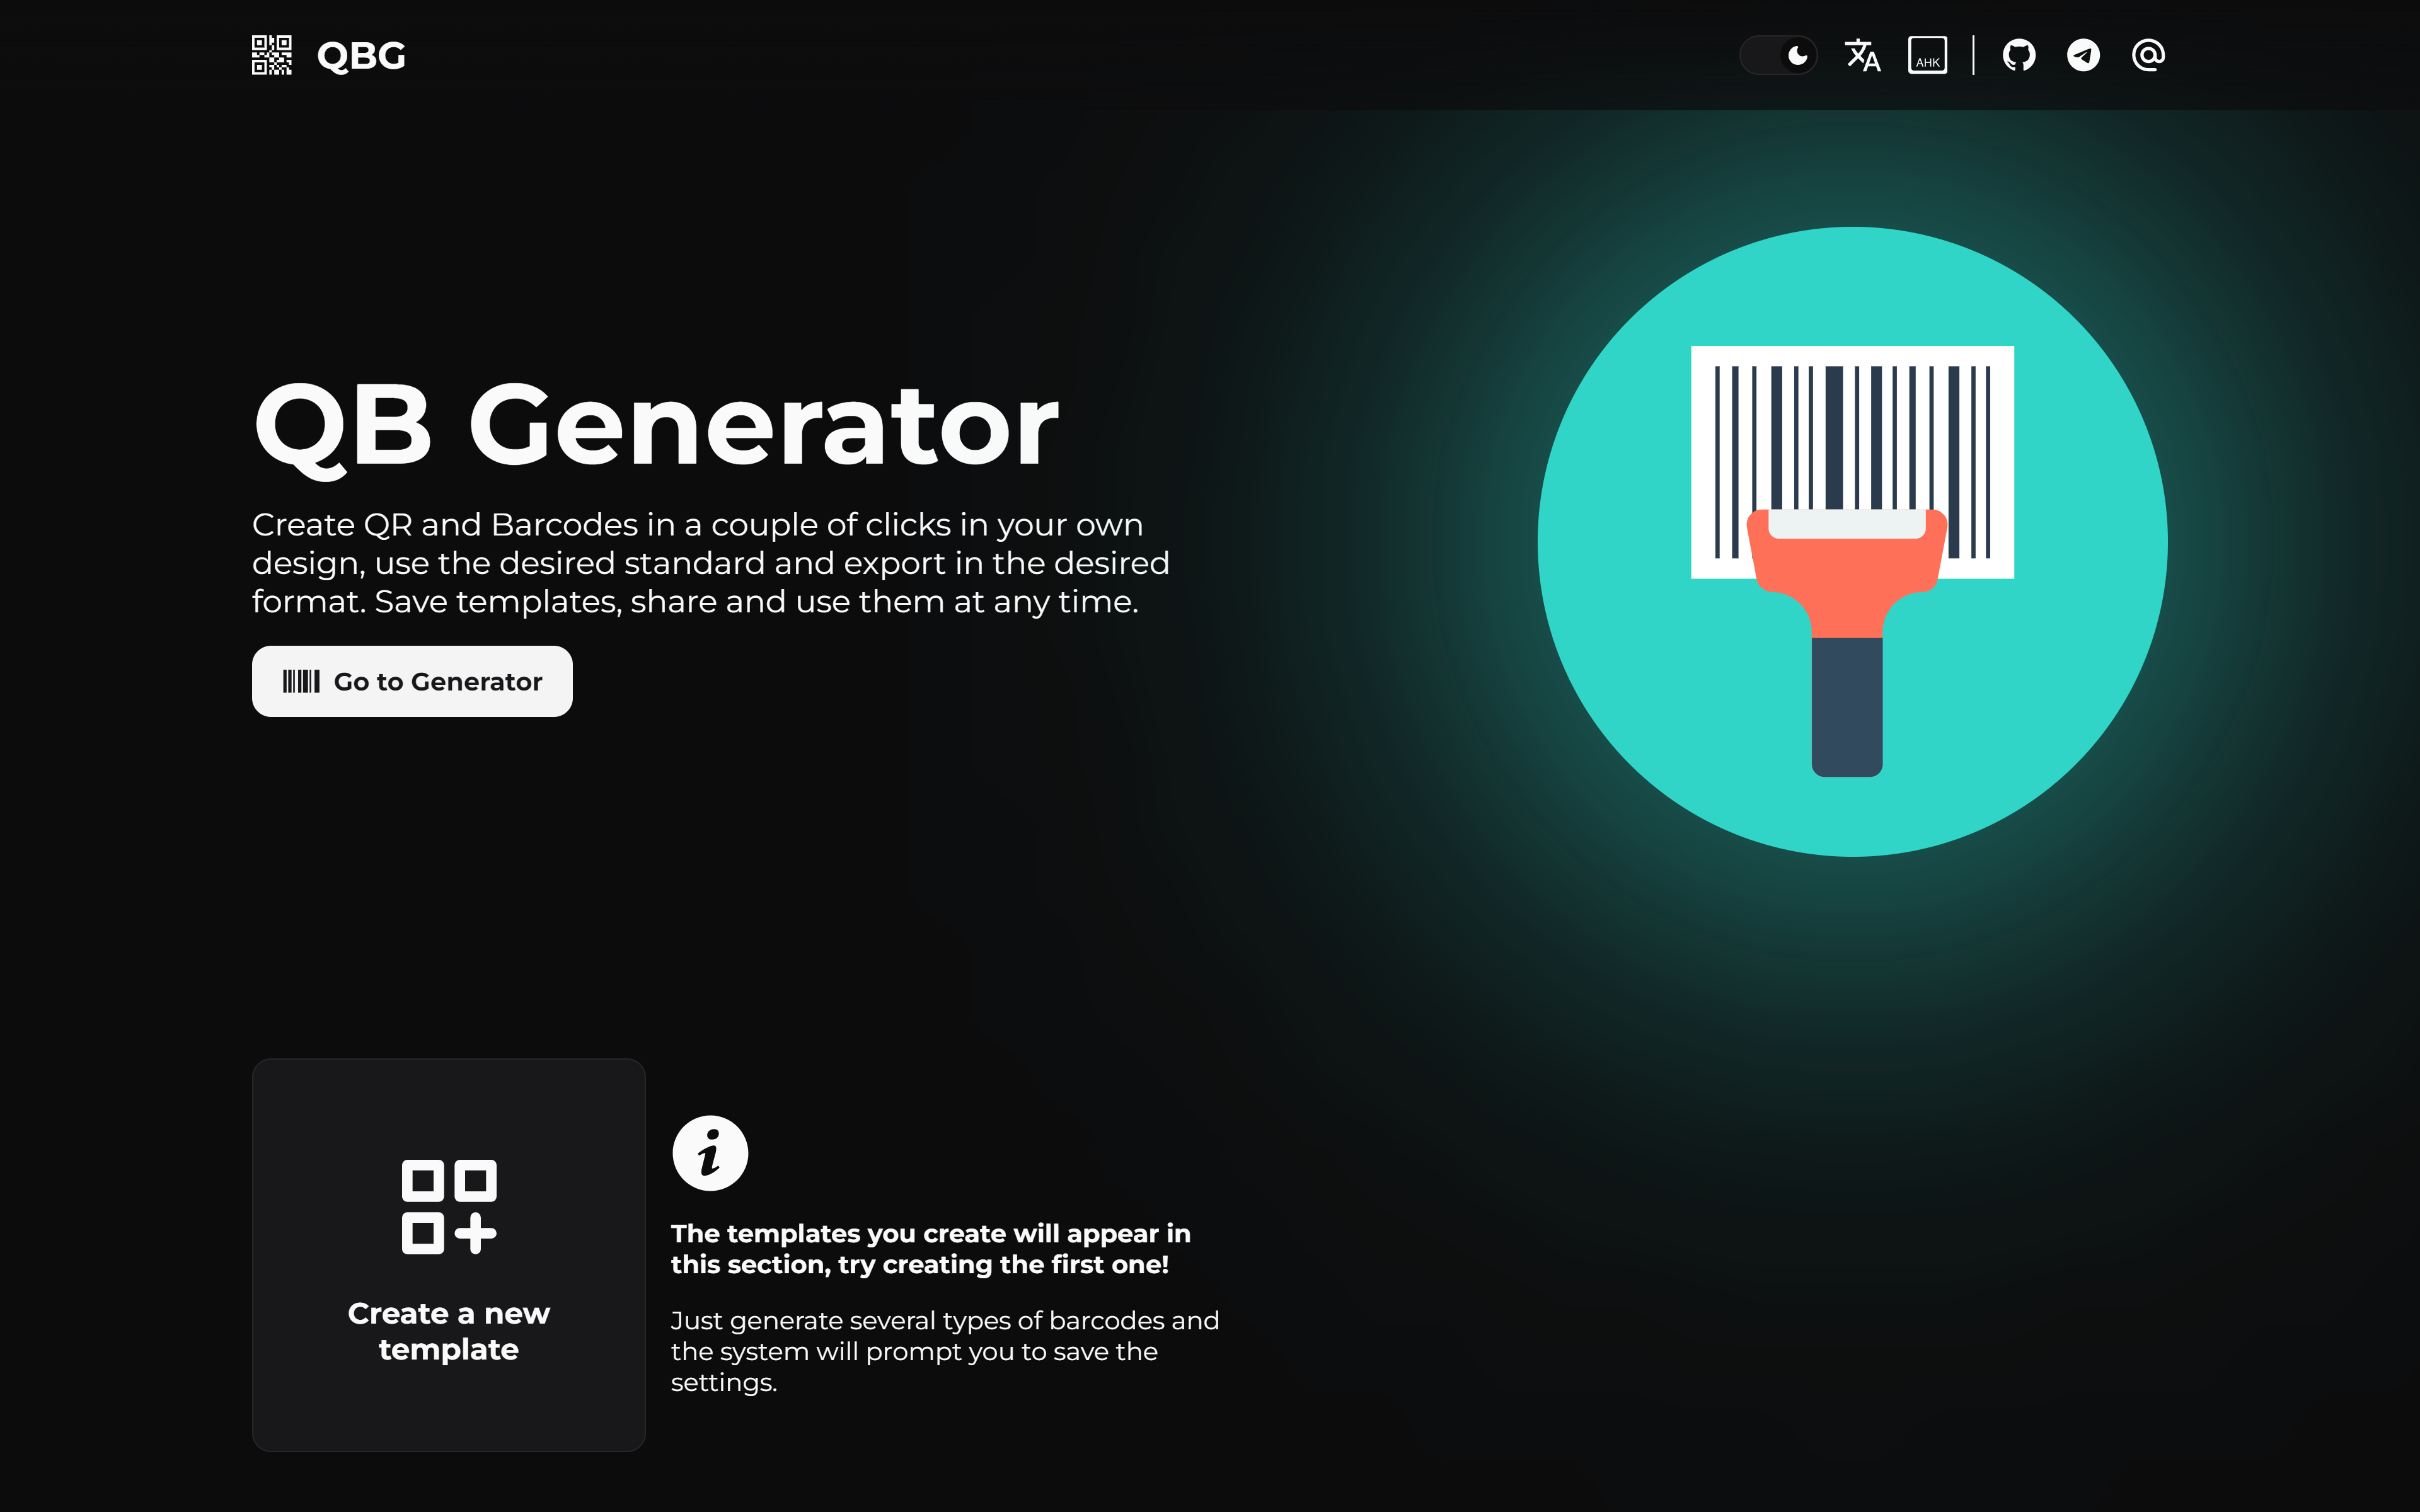 QBG
AHK
QB Generator
Create QR and Barcodes in a couple of clicks in your own
design, use the desired standard and export in the desired
format. Save templates, share and use them at any time.
Go to Generator
Create a new
template
The templates you create will appear in
this section, try creating the first one!
Just generate several types of barcodes and
the system will prompt you to save the
settings.